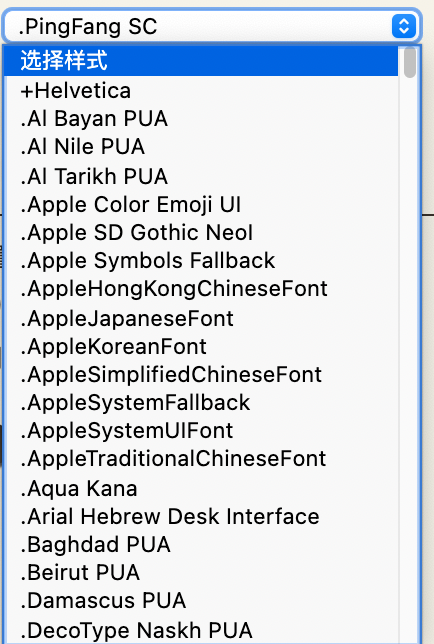 .PingFang SC
选择样式
+Helvetica
.Al Bayan PUA
.Al Nile PUA
.Al Tarikh PUA
.Apple Color Emoji UI
.Apple SD Gothic NeoI
.Apple Symbols Fallback
.AppleHongKongChineseFont
.AppleJapaneseFont
.AppleKoreanFont
.AppleSimplifiedChineseFont
.AppleSystemFallback
.AppleSystemUIFont
.AppleTraditionalChineseFont
.Aqua Kana
.Arial Hebrew Desk Interface
.Baghdad PUA
.Beirut PUA
.Damascus PUA
.DecoType Naskh PUA